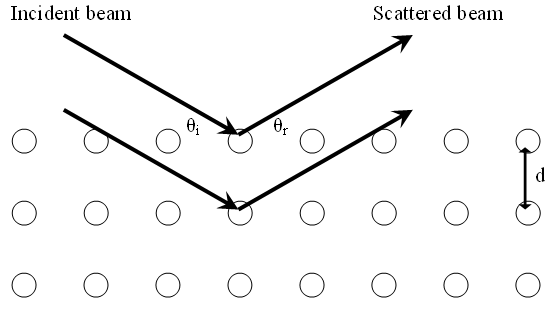 Incident beam
Scattered beam
θi
θr
d